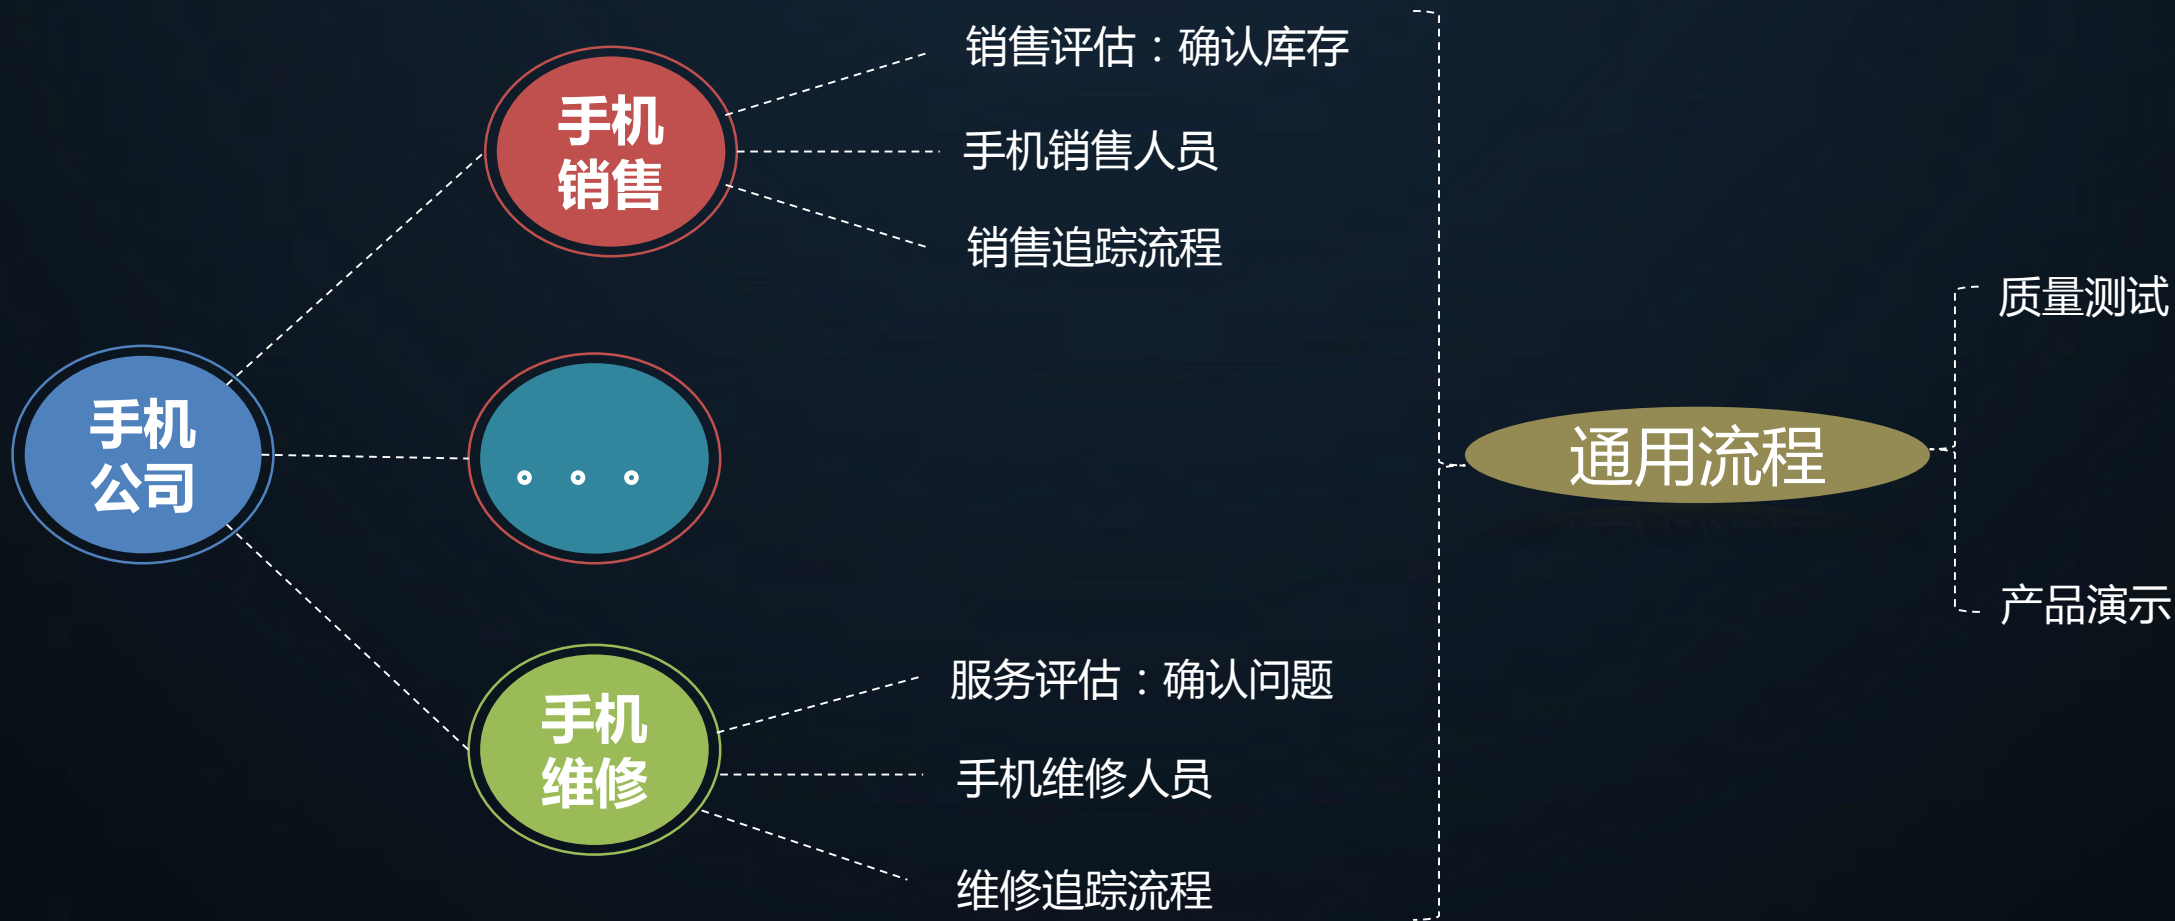 手机
公司
手机
销售
销售评估：确认库存
手机销售人员
销售追踪流程
。。。
手机
维修
服务评估：确认问题
手机维修人员
维修追踪流程
通用流程
质量测试
产品演示